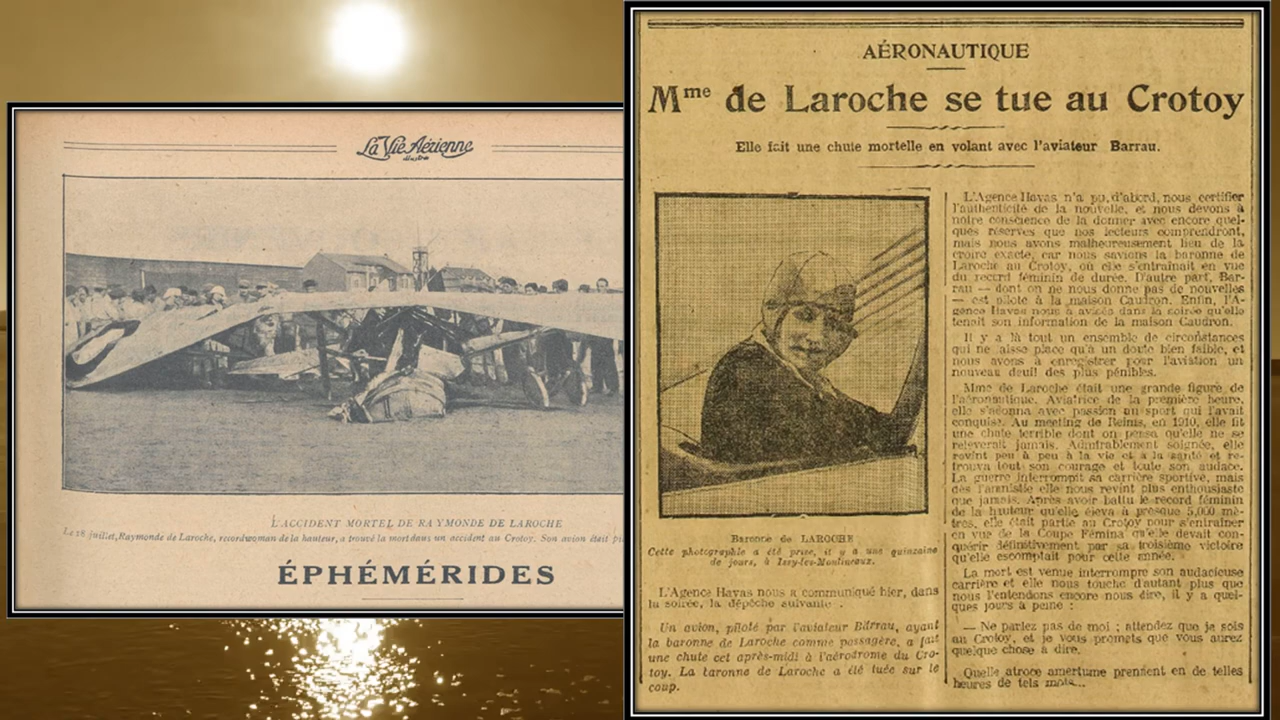 La Vie Aérienne
illustrée
L'ACCIDENT MORTEL DE RAYMONDE DE LAROCHE
Le 18 juillet, Raymonde de Laroche, recordwoman de la hauteur, a trouvé la mort dans un accident au Crotoy. Son avion était
ÉPHÉMÉRIDES
AÉRONAUTIQUE
Mme de Laroche se tue au Crotoy
Elle fait une chute mortelle en volant avec l'aviateur Barrau.
Baronne de LAROCHE
Cette photographie a été prise, il y a une quinzaine
de jours, à Issy-les-Moulineaux.
L'Agence Havas nous a communiqué hier, dans
la soirée, la dépêche suivante :
Un avion, piloté par l'aviateur Barrau, ayant
la baronne de Laroche comme passagère, a fait
une chute cet après-midi à l'aérodrome du Cro-
toy. La baronne de Laroche a été tuée sur le
coup.
L'Agence Havas n'a pu, d'abord, nous certifier
l'authenticité de la nouvelle, et nous devons à
notre conscience de la donner avec encore quel-
ques réserves que nos lecteurs comprendront,
mais nous avons malheureusement lieu de la
croire exacte, car nous savions la baronne de
Laroche au Crotoy, où elle s'entraînait en vue
du record féminin de durée. D'autre part, Bar-
rau — dont on ne nous donne pas de nouvelles
— est pilote à la maison Caudron. Enfin, l'A-
gence Havas nous a avisés dans la soirée qu'elle
tenait son information de la maison Caudron.
Il y a là tout un ensemble de circonstances
qui ne laisse place qu'à un doute bien faible, et
nous avons à enregistrer pour l'aviation un
nouveau deuil des plus pénibles.
Mme de Laroche était une grande figure de
l'aéronautique. Aviatrice de la première heure,
elle s'adonna avec passion au sport qui l'avait
conquise. Au meeting de Reims, en 1910, elle fit
une chute terrible dont on pensa qu'elle ne se
relèverait jamais. Admirablement soignée, elle
revint peu à peu à la vie et à la santé et re-
trouva tout son courage et toute son audace.
La guerre interrompit sa carrière sportive, mais
dès l'armistice elle nous revint plus enthousiaste
que jamais. Après avoir battu le record féminin
de la hauteur qu'elle éleva à presque 5,000 mè-
tres, elle était partie au Crotoy pour s'entraîner
en vue de la Coupe Fémina qu'elle devait con-
quérir définitivement par sa troisième victoire
qu'elle escomptait pour cette année.
La mort est venue interrompre son audacieuse
carrière et elle nous touche d'autant plus que
nous l'entendons encore nous dire, il y a quel-
ques jours à peine :
— Ne parlez pas de moi ; attendez que je sois
au Crotoy, et je vous promets que vous aurez
quelque chose à dire.
Quelle atroce amertume prennent en de telles
heures de tels mots...